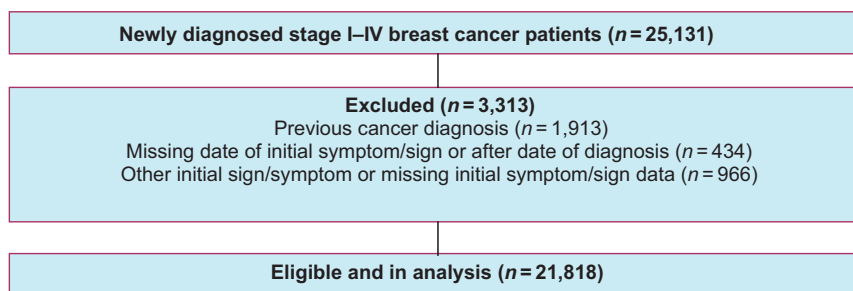 Newly diagnosed stage I–IV breast cancer patients (n = 25,131)
Excluded (n = 3,313)
Previous cancer diagnosis (n = 1,913)
Missing date of initial symptom/sign or after date of diagnosis (n = 434)
Other initial sign/symptom or missing initial symptom/sign data (n = 966)
Eligible and in analysis (n = 21,818)